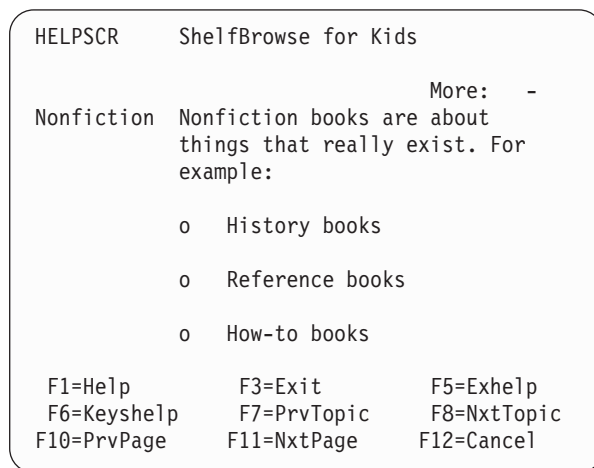 HELPSCR ShelfBrowse for Kids
More: -
Nonfiction Nonfiction books are about
things that really exist. For
example:
o History books
o Reference books
o How-to books
F1=Help F3=Exit F5=Exhelp
F6=Keyshelp F7=PrvTopic F8=NxtTopic
F10=PrvPage F11=NxtPage F12=Cancel